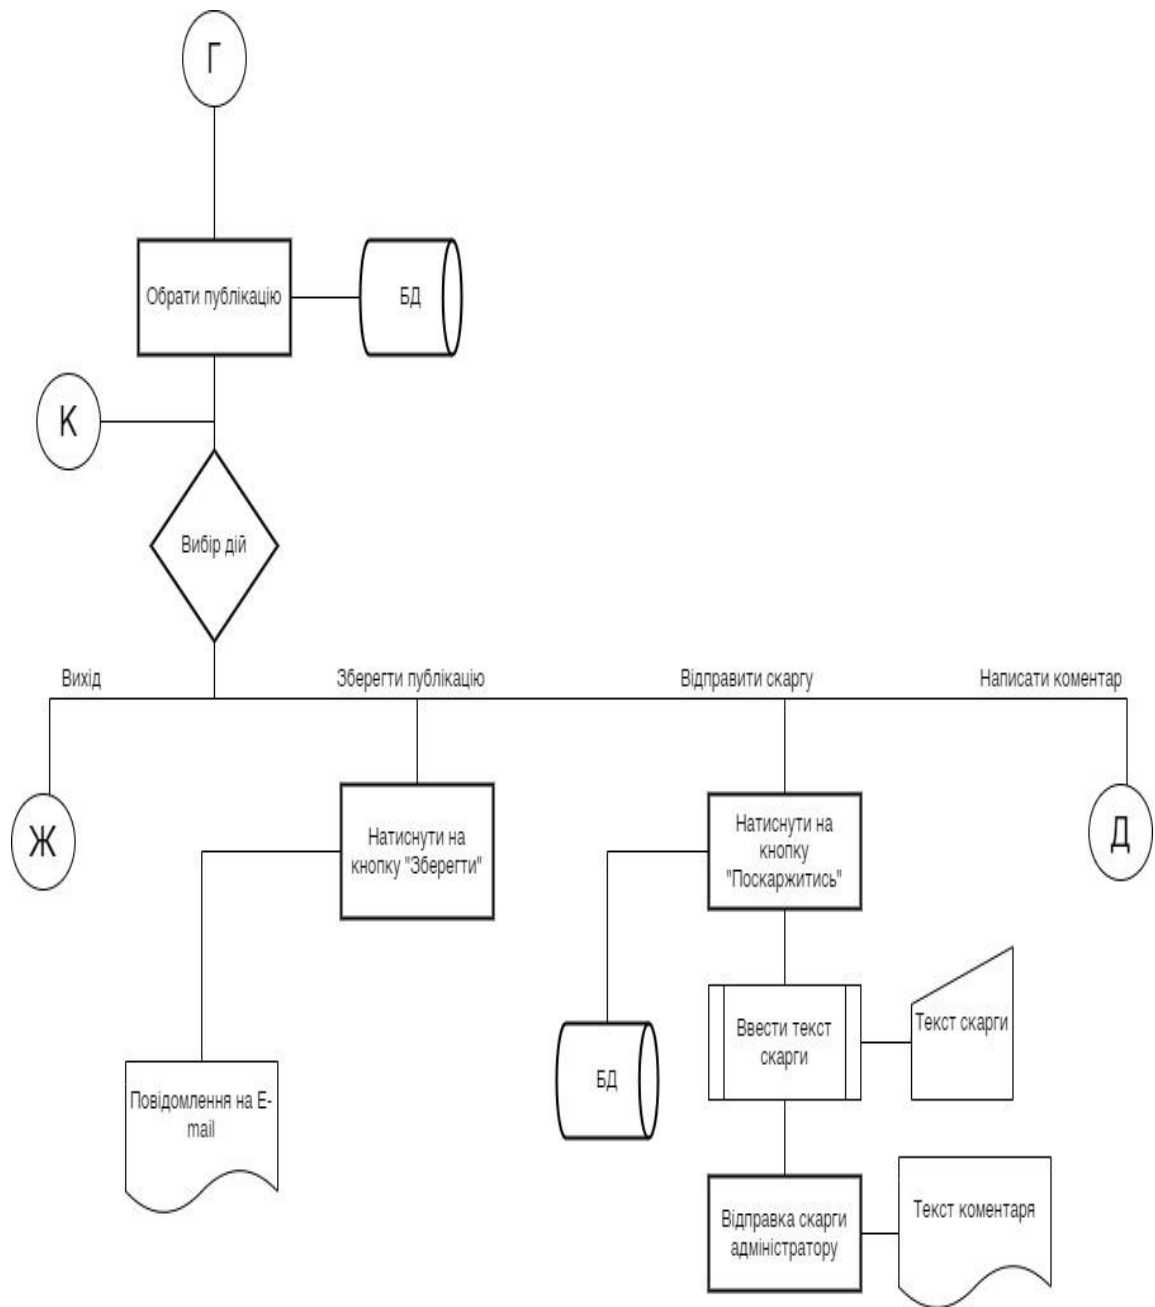 Г
Обрати публікацію
БД
К
Вибір дій
Вихід
Зберегти публікацію
Відправити скаргу
Написати коментар
Ж
Натиснути на
кнопку "Зберегти"
Натиснути на
кнопку
"Поскаржитись"
Д
Повідомлення на E-
mail
БД
Ввести текст
скарги
Текст скарги
Відправка скарги
адміністратору
Текст коментаря